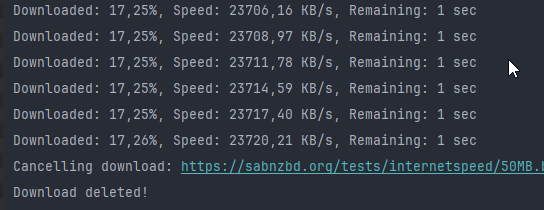 Downloaded: 17,25%, Speed: 23706,16 KB/s, Remaining: 1 sec
Downloaded: 17,25%, Speed: 23708,97 KB/s, Remaining: 1 sec
Downloaded: 17,25%, Speed: 23711,78 KB/s, Remaining: 1 sec
Downloaded: 17,25%, Speed: 23714,59 KB/s, Remaining: 1 sec
Downloaded: 17,25%, Speed: 23717,40 KB/s, Remaining: 1 sec
Downloaded: 17,26%, Speed: 23720,21 KB/s, Remaining: 1 sec
Cancelling download: https://sabnzbd.org/tests/internetspeed/50MB.b
Download deleted!